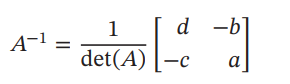 A⁻¹ = 1/det(A) [d −b; −c a]